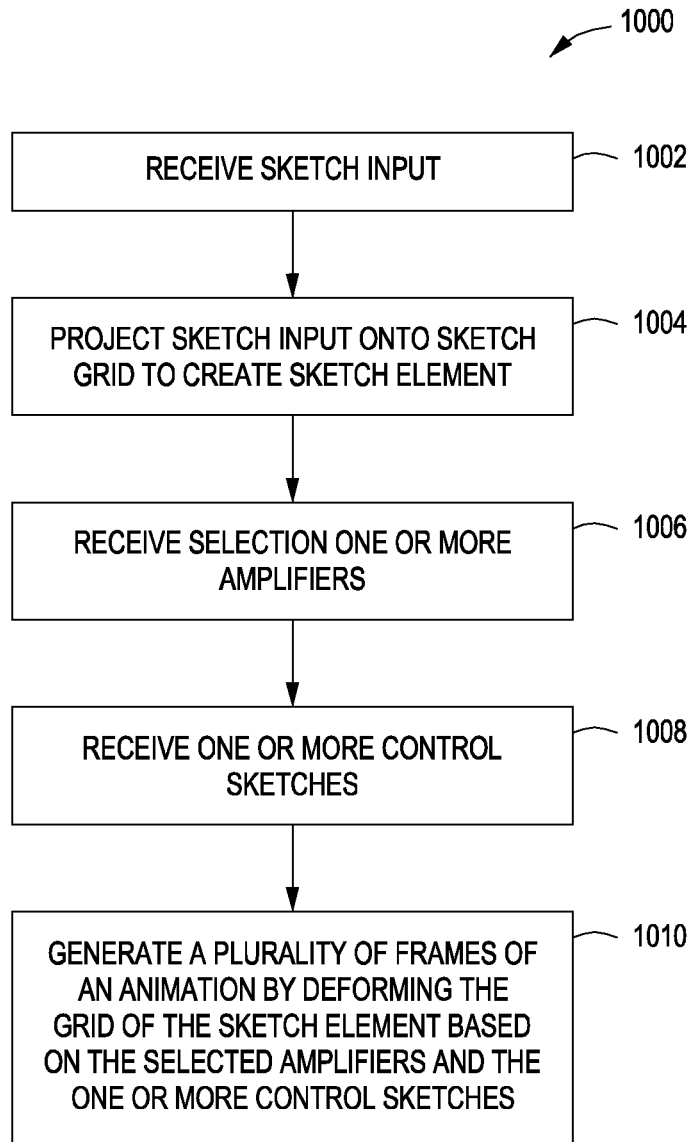 1000
RECEIVE SKETCH INPUT
1002
PROJECT SKETCH INPUT ONTO SKETCH
GRID TO CREATE SKETCH ELEMENT
1004
RECEIVE SELECTION ONE OR MORE
AMPLIFIERS
1006
RECEIVE ONE OR MORE CONTROL
SKETCHES
1008
GENERATE A PLURALITY OF FRAMES OF
AN ANIMATION BY DEFORMING THE
GRID OF THE SKETCH ELEMENT BASED
ON THE SELECTED AMPLIFIERS AND THE
ONE OR MORE CONTROL SKETCHES
1010